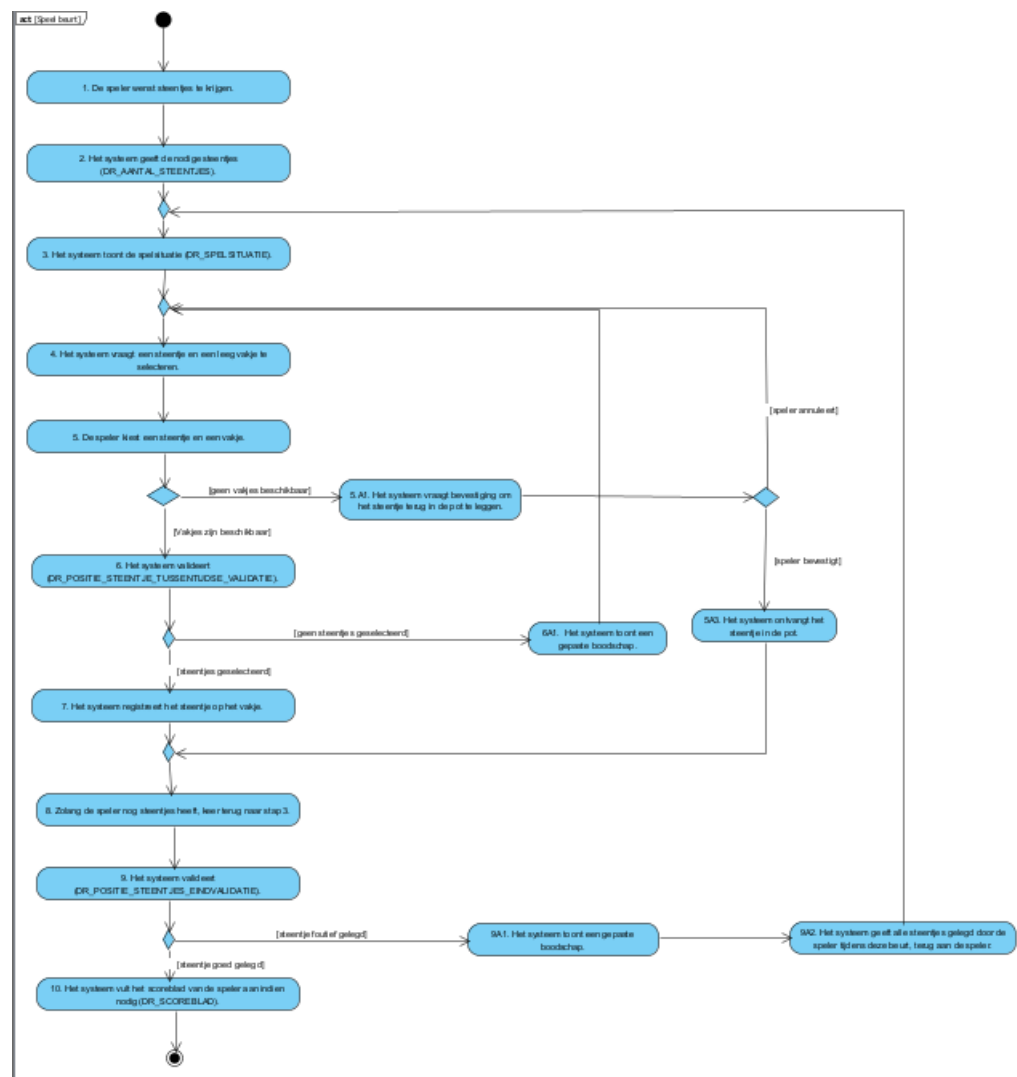 act [Speel beurt]
1. De speler wenst steentjes te krijgen.
2. Het systeem geeft de nodige steentjes
(DR_AANTAL_STEENTJES).
3. Het systeem toont de spelsituatie (DR_SPELSITUATIE).
4. Het systeem vraagt een steentje en een leeg vakje te
selecteren.
[speler annuleert]
5. De speler kiest een steentje en een vakje.
[geen vakjes beschikbaar]
5.A1. Het systeem vraagt bevestiging om
het steentje terug in de pot te leggen.
[Vakjes zijn beschikbaar]
[speler bevestigt]
6. Het systeem valideert
(DR_POSITIE_STEENTJE_TUSSENTIJDSE_VALIDATIE).
[geen steentjes geselecteerd]
6A1. Het systeem toont een
gepaste boodschap.
5A3. Het systeem ontvangt het
steentje in de pot.
[steentjes geselecteerd]
7. Het systeem registreert het steentje op het vakje.
8. Zolang de speler nog steentjes heeft, keer terug naar stap 3.
9. Het systeem valideert
(DR_POSITIE_STEENTJES_EINDVALIDATIE).
[steentje foutief gelegd]
9A1. Het systeem toont een gepaste
boodschap.
9A2. Het systeem geeft alle steentjes gelegd door de
speler tijdens deze beurt, terug aan de speler.
[steentje goed gelegd]
10. Het systeem vult het scoreblad van de speler aan indien
nodig (DR_SCOREBLAD).